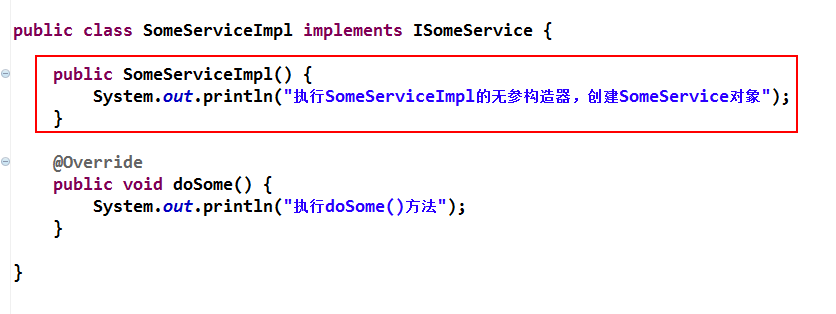 public class SomeServiceImpl implements ISomeService {
public SomeServiceImpl() {
System.out.println("执行SomeServiceImpl的无参构造器，创建SomeService对象");
}
@Override
public void doSome() {
System.out.println("执行doSome()方法");
}
}